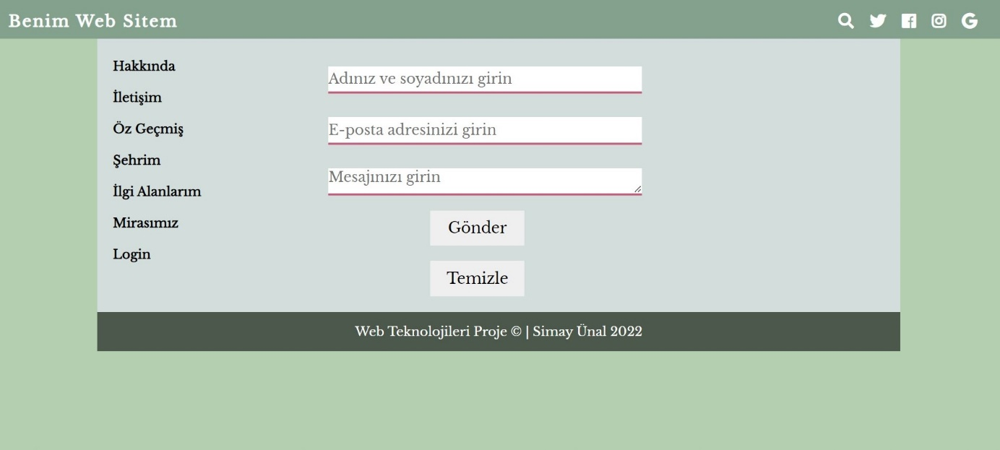 Benim Web Sitem
Hakkında
İletişim
Öz Geçmiş
Şehrim
İlgi Alanlarım
Mirasımız
Login
Adınız ve soyadınızı girin
E-posta adresinizi girin
Mesajınızı girin
Gönder
Temizle
Web Teknolojileri Proje © | Simay Ünal 2022